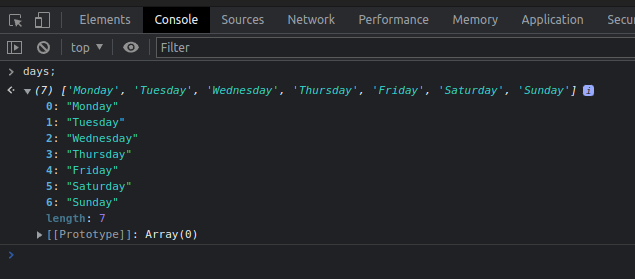 Elements Console Sources Network Performance Memory Application Securit
top Filter
days;
(7) ['Monday', 'Tuesday', 'Wednesday', 'Thursday', 'Friday', 'Saturday', 'Sunday'] i
0: "Monday"
1: "Tuesday"
2: "Wednesday"
3: "Thursday"
4: "Friday"
5: "Saturday"
6: "Sunday"
length: 7
[[Prototype]]: Array(0)